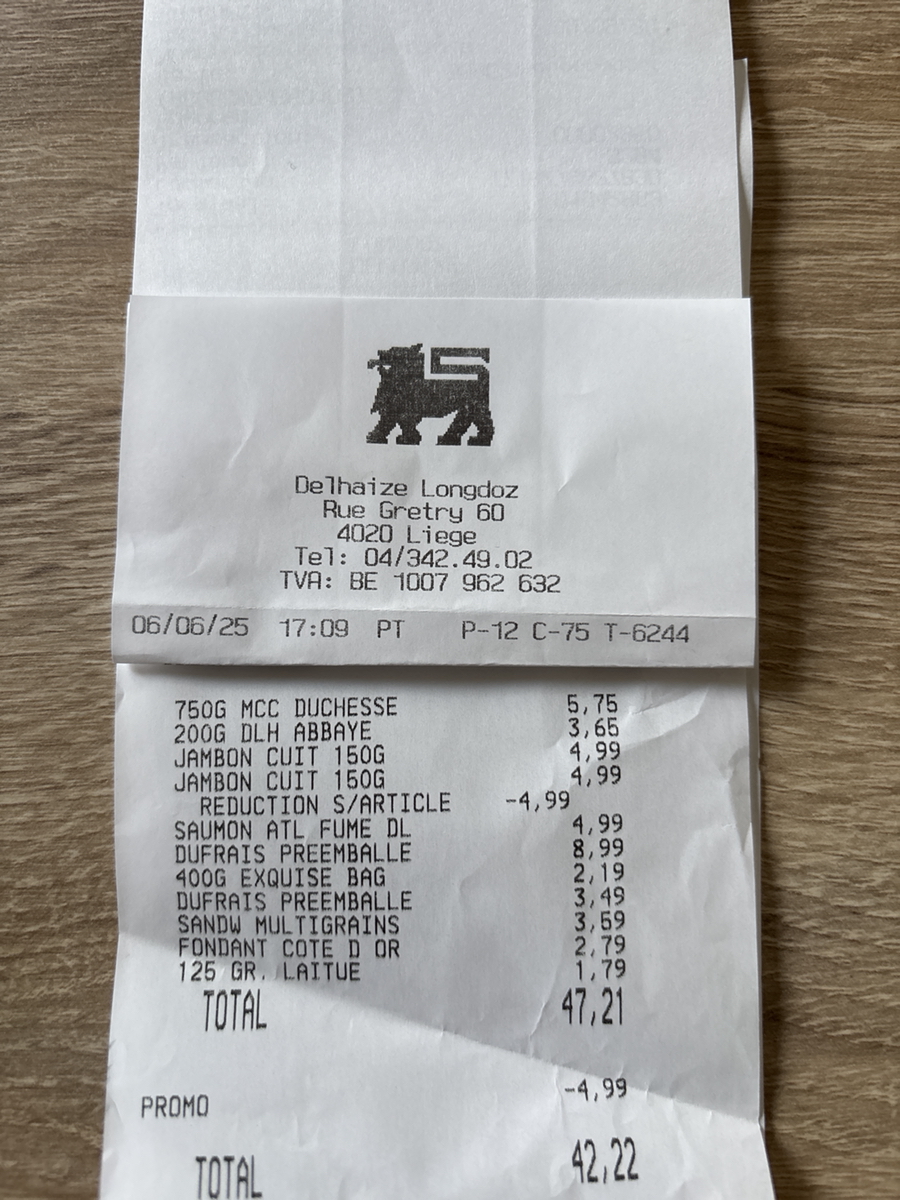 Delhaize Longdoz
Rue Gretry 60
4020 Liege
Tel: 04/342.49.02
TVA: BE 1007 962 632
06/06/25 17:09 PT P-12 C-75 T-6244
750G MCC DUCHESSE 5,75
200G DLH ABBAYE 3,65
JAMBON CUIT 150G 4,99
JAMBON CUIT 150G 4,99
REDUCTION S/ARTICLE -4,99
SAUMON ATL FUME DL 4,99
DUFRAIS PREEMBALLE 8,99
400G EXQUISE BAG 2,19
DUFRAIS PREEMBALLE 3,49
SANDW MULTIGRAINS 3,59
FONDANT COTE D OR 2,79
125 GR. LAITUE 1,79
TOTAL 47,21
PROMO -4,99
TOTAL 42,22